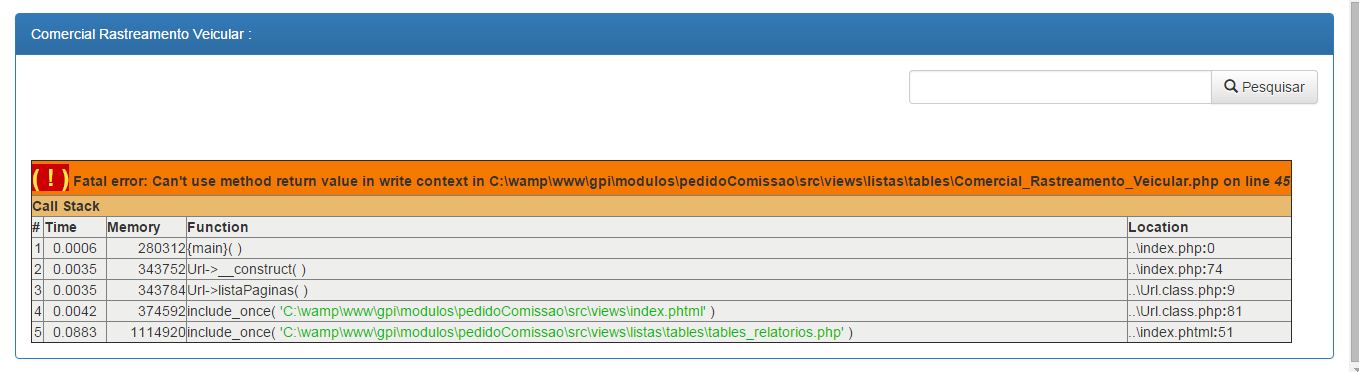 Comercial Rastreamento Veicular :
Pesquisar
( ! ) Fatal error: Can't use method return value in write context in C:\wamp\www\gpi\modulos\pedidoComissao\src\views\listas\tables\Comercial_Rastreamento_Veicular.php on line 45
Call Stack
# Time Memory Function Location
1 0.0006 280312 {main}( ) ..\index.php:0
2 0.0035 343752 Url->__construct( ) ..\index.php:74
3 0.0035 343784 Url->listaPaginas( ) ..\Url.class.php:9
4 0.0042 374592 include_once( 'C:\wamp\www\gpi\modulos\pedidoComissao\src\views\index.phtml' ) ..\Url.class.php:81
5 0.0883 1114920 include_once( 'C:\wamp\www\gpi\modulos\pedidoComissao\src\views\listas\tables\tables_relatorios.php' ) ..\index.phtml:51